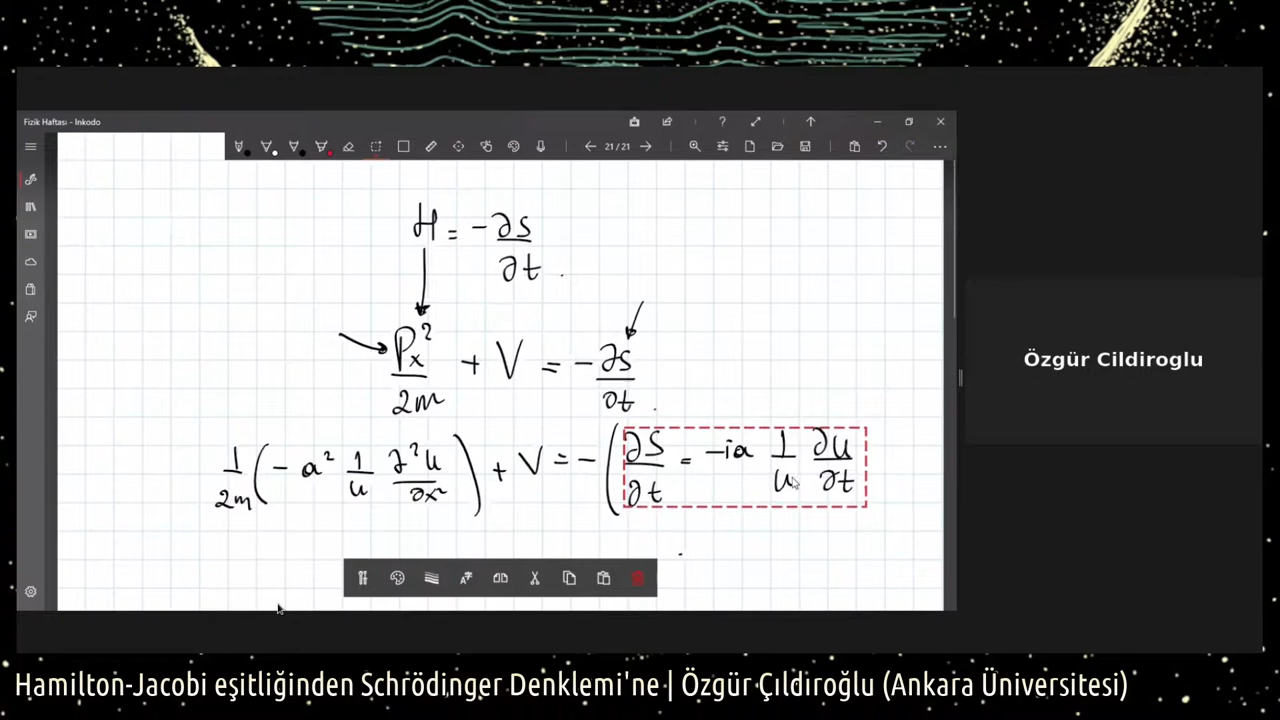 Fizik Haftası - Inkodo
21 / 21
H = - ∂S/∂t .
Px²/2m + V = - ∂S/∂t .
1/2m ( - a² 1/u ∂²u/∂x² ) + V = - ( ∂S/∂t = -ia 1/u ∂u/∂t
Özgür Cildiroglu
Hamilton-Jacobi eşitliğinden Schrödinger Denklemi'ne | Özgür Çıldıroğlu (Ankara Üniversitesi)